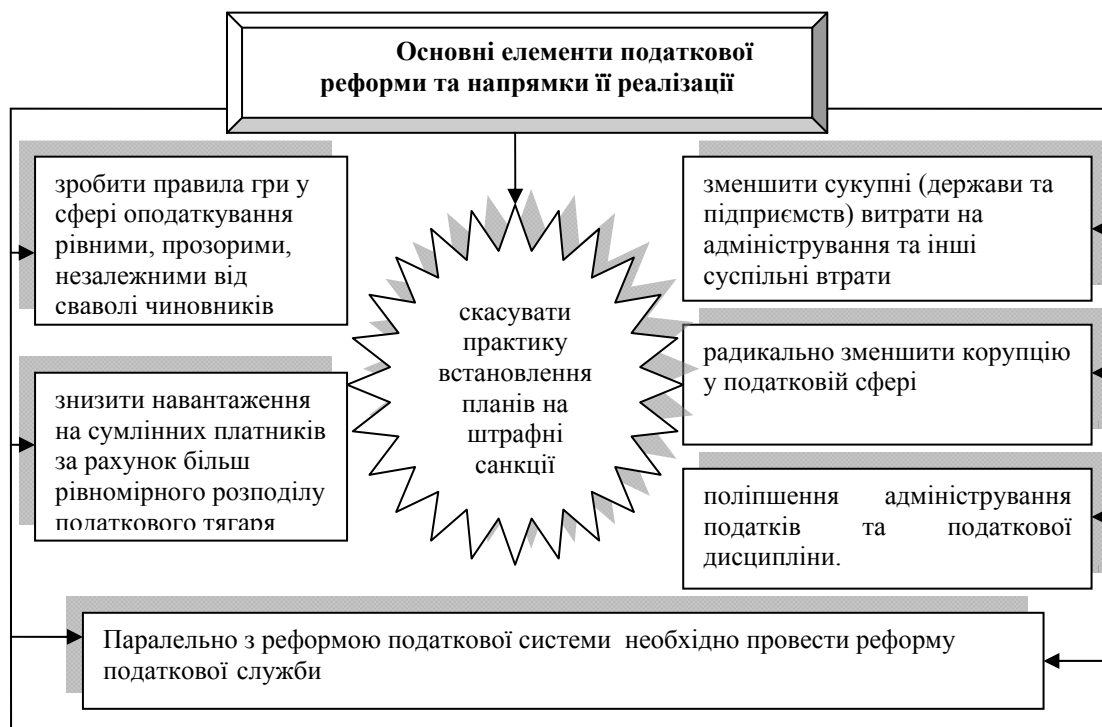 Основні елементи податкової
реформи та напрямки її реалізації
зробити правила гри у
сфері оподаткування
рівними, прозорими,
незалежними від
сваволі чиновників
знизити навантаження
на сумлінних платників
за рахунок більш
рівномірного розподілу
податкового тягаря
скасувати
практику
встановлення
планів на
штрафні
санкції
зменшити сукупні (держави та
підприємств) витрати на
адміністрування та інші
суспільні втрати
радикально зменшити корупцію
у податковій сфері
поліпшення адміністрування
податків та податкової
дисципліни.
Паралельно з реформою податкової системи необхідно провести реформу
податкової служби